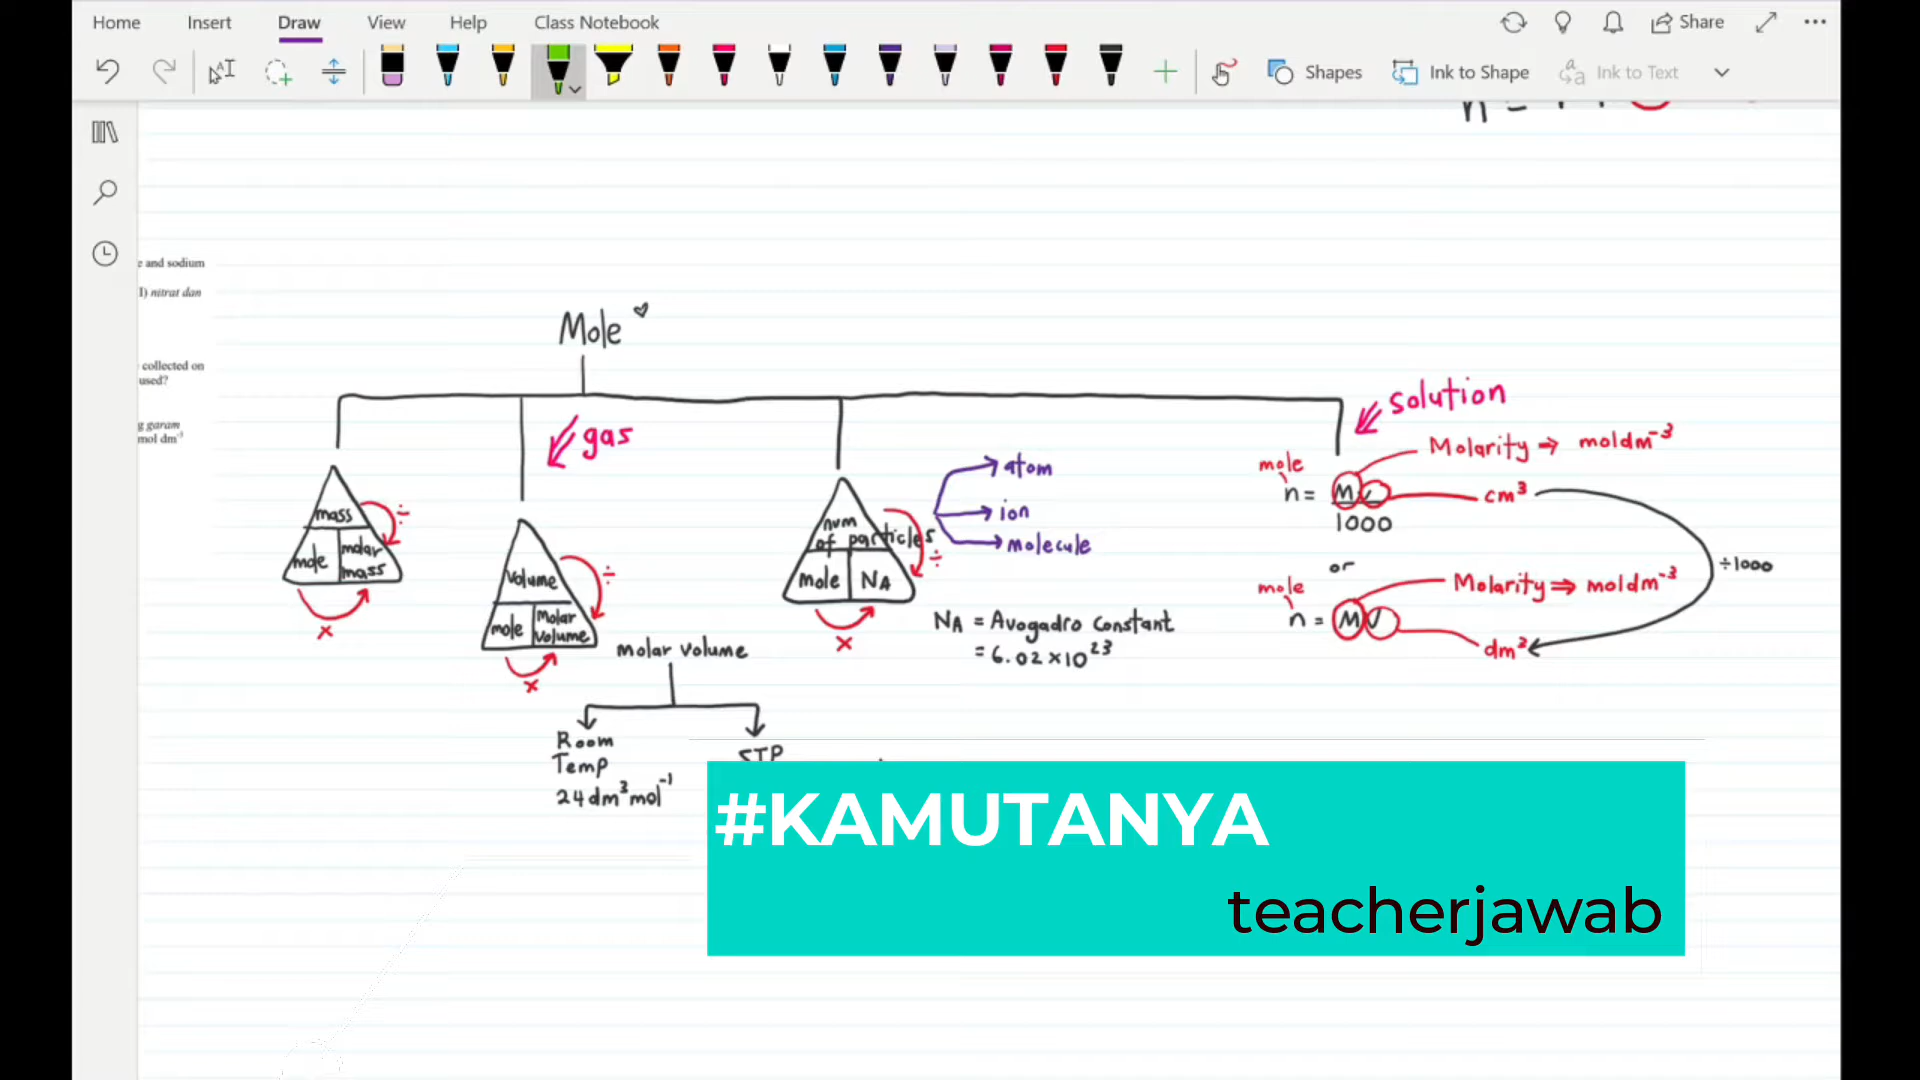 Home Insert Draw View Help Class Notebook
Share
Shapes Ink to Shape Ink to Text
n =
e and sodium
I) nitrat dan
collected on
used?
g garam
mol dm⁻³
Mole
gas
solution
mass
mole molar mass
÷
×
volume
mole Molar Volume
÷
×
num of particles
mole NA
÷
×
atom
ion
molecule
NA = Avogadro Constant
= 6.02 × 10²³
molar volume
Room Temp
24 dm³ mol⁻¹
STP
mole
n = MV
1000
Molarity ⇒ moldm⁻³
cm³
or
÷1000
mole
n = MV
Molarity ⇒ moldm⁻³
dm³
#KAMUTANYA
teacherjawab